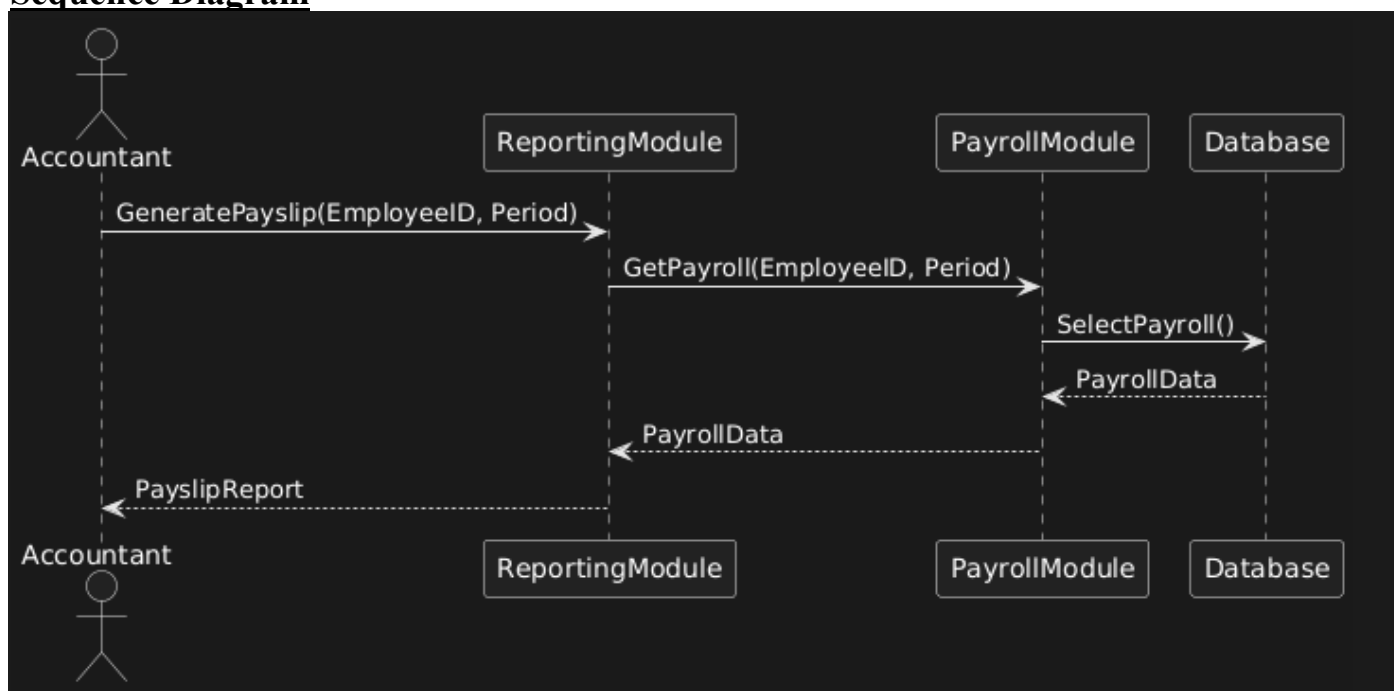 Sequence Diagram
Accountant
ReportingModule
PayrollModule
Database
GeneratePayslip(EmployeeID, Period)
GetPayroll(EmployeeID, Period)
SelectPayroll()
PayrollData
PayrollData
PayslipReport
Accountant
ReportingModule
PayrollModule
Database